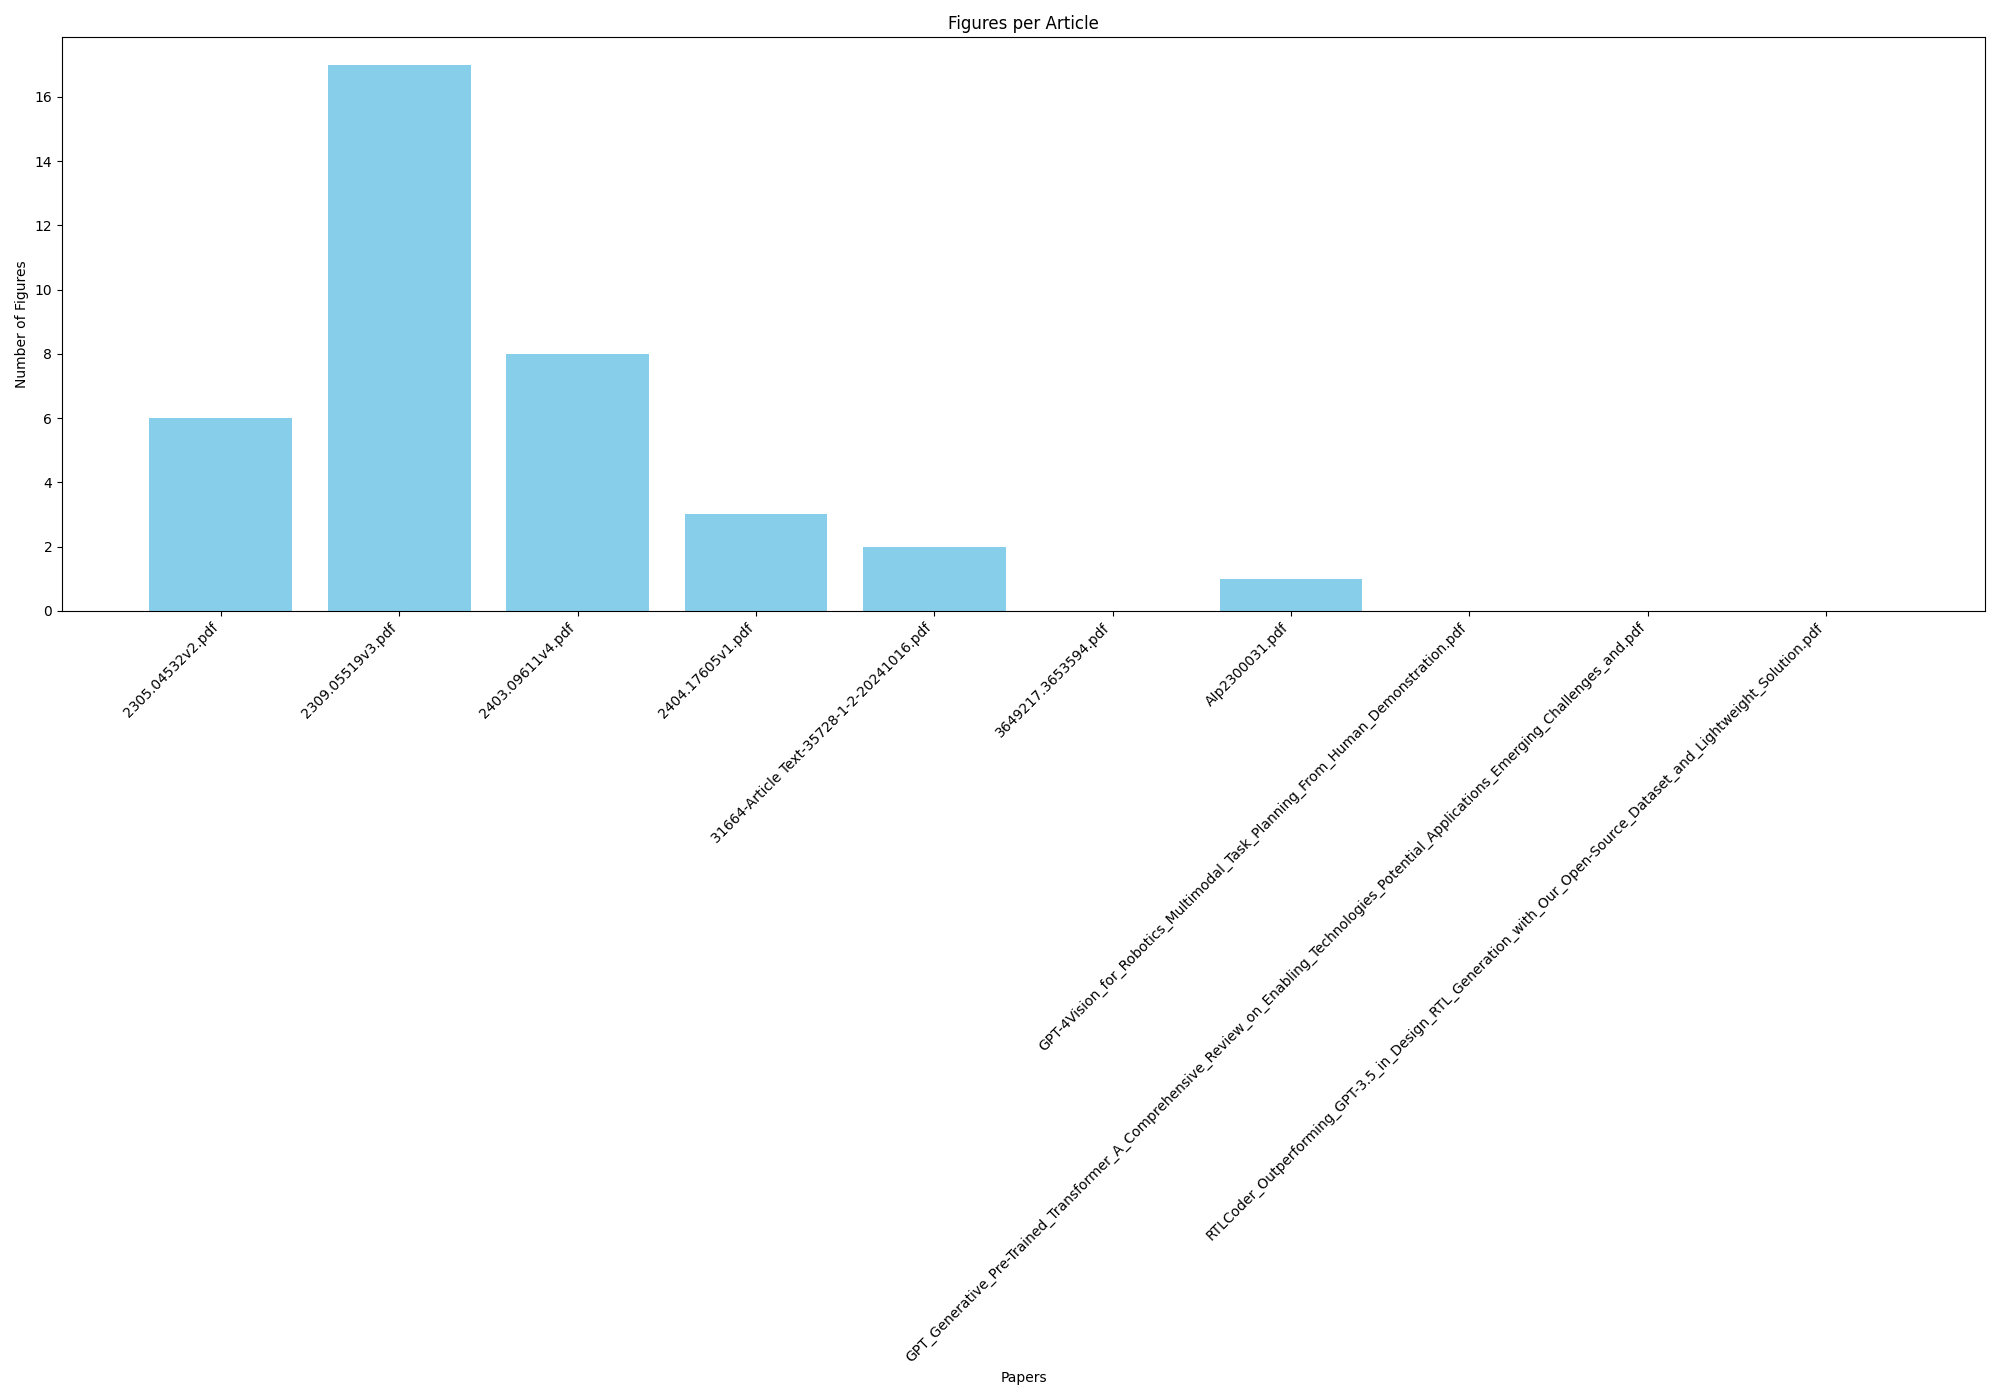 Figures per Article
Number of Figures
16
14
12
10
8
6
4
2
0
2305.04532v2.pdf
2309.05519v3.pdf
2403.09611v4.pdf
2404.17605v1.pdf
31664-Article Text-35728-1-2-20241016.pdf
3649217.3653594.pdf
AIp2300031.pdf
GPT-4Vision_for_Robotics_Multimodal_Task_Planning_From_Human_Demonstration.pdf
GPT_Generative_Pre-Trained_Transformer_A_Comprehensive_Review_on_Enabling_Technologies_Potential_Applications_Emerging_Challenges_and.pdf
RTLCoder_Outperforming_GPT-3.5_in_Design_RTL_Generation_with_Our_Open-Source_Dataset_and_Lightweight_Solution.pdf
Papers